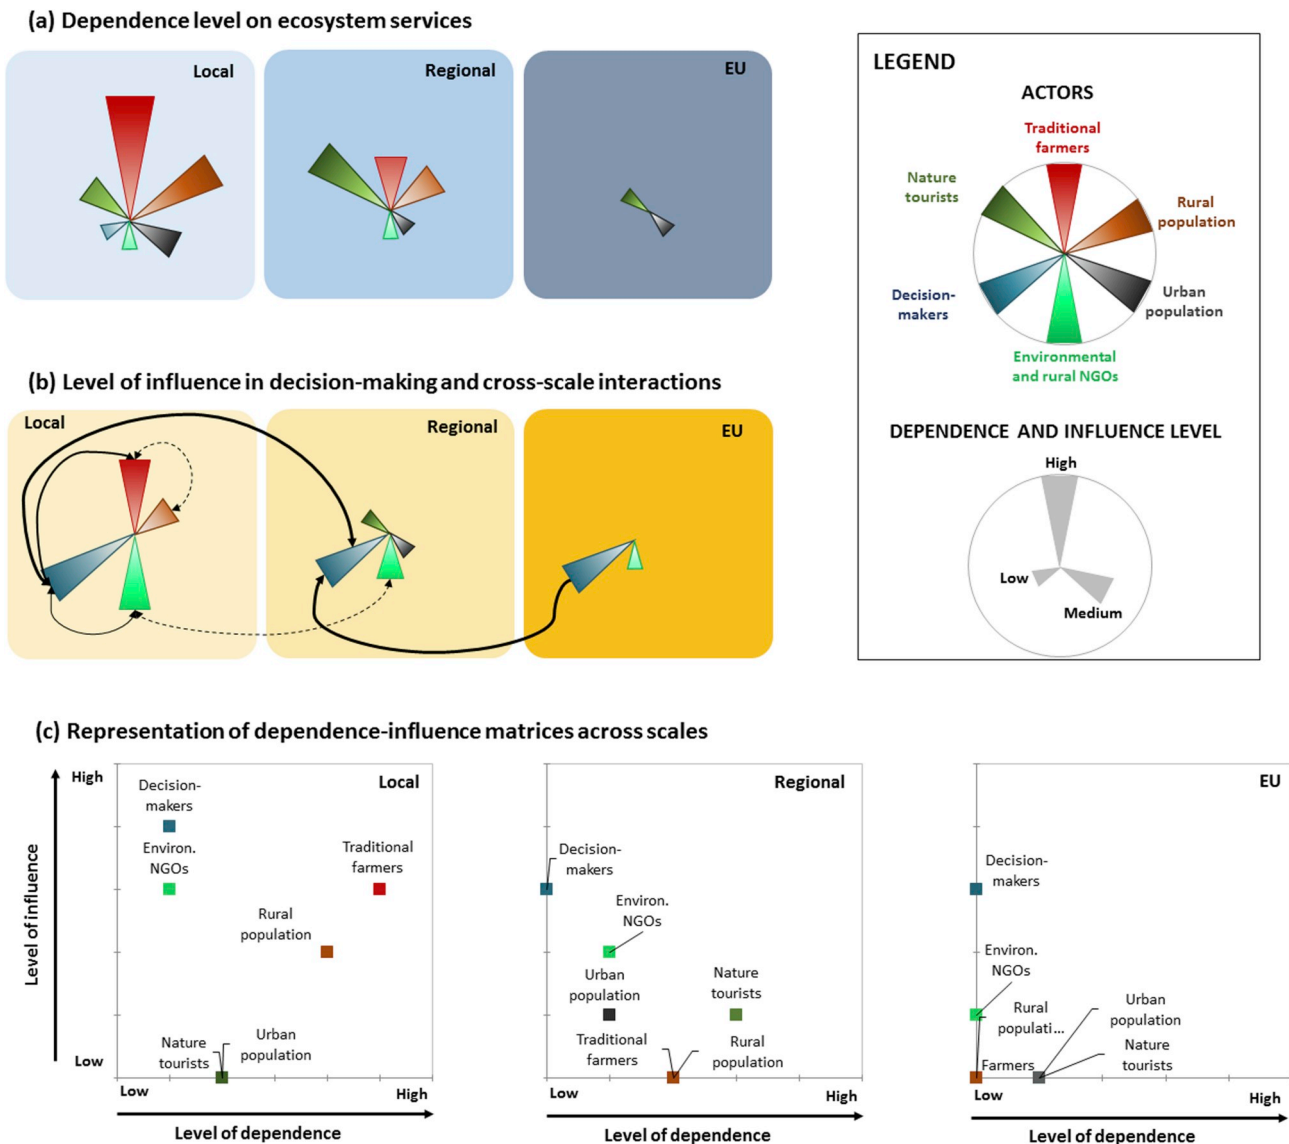 (a) Dependence level on ecosystem services
Local
Regional
EU
LEGEND
ACTORS
Traditional
farmers
Nature
tourists
Rural
population
Decision-
makers
Urban
population
Environmental
and rural NGOs
(b) Level of influence in decision-making and cross-scale interactions
Local
Regional
EU
DEPENDENCE AND INFLUENCE LEVEL
High
Low
Medium
(c) Representation of dependence-influence matrices across scales
High
Level of influence
Low
Local
Decision-
makers
Environ.
NGOs
Traditional
farmers
Rural
population
Nature
tourists
Urban
population
Low
High
Level of dependence
Regional
Decision-
makers
Environ.
NGOs
Urban
population
Nature
tourists
Traditional
farmers
Rural
population
Low
High
Level of dependence
EU
Decision-
makers
Environ.
NGOs
Rural
populati...
Urban
population
Farmers
Nature
tourists
Low
High
Level of dependence